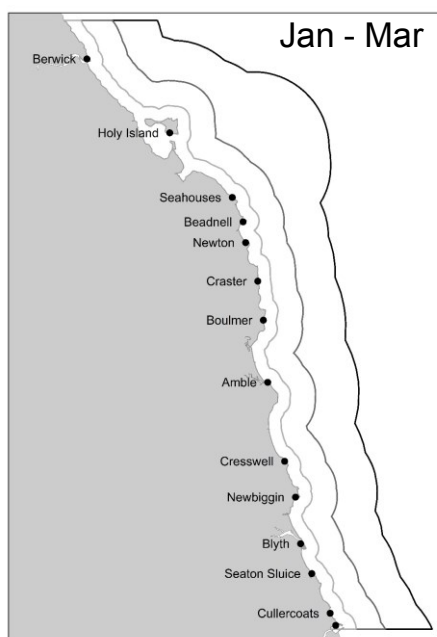 Jan - Mar
Berwick
Holy Island
Seahouses
Beadnell
Newton
Craster
Boulmer
Amble
Cresswell
Newbiggin
Blyth
Seaton Sluice
Cullercoats